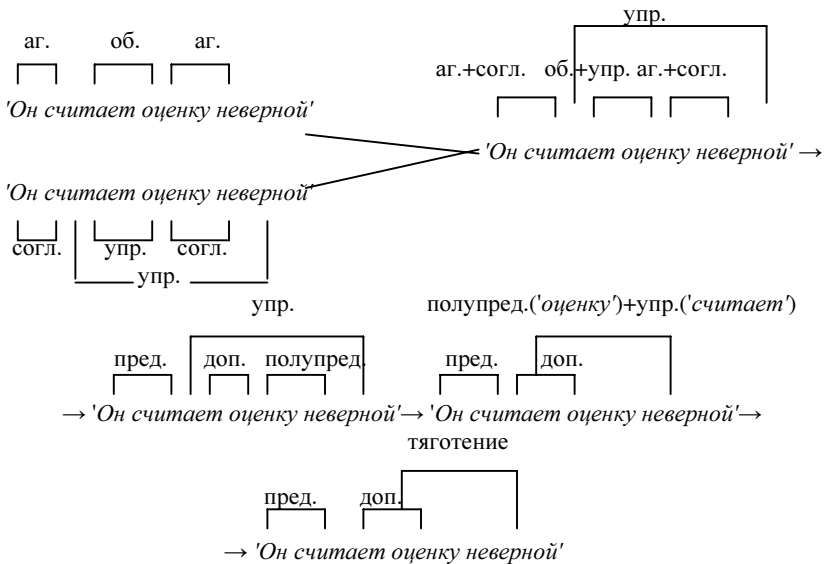 аг. об. аг.
'Он считает оценку неверной'
'Он считает оценку неверной'
согл. упр. согл.
упр.
упр.
аг.+согл. об.+упр. аг.+согл.
'Он считает оценку неверной' →
упр.
пред. доп. полупред.
→ 'Он считает оценку неверной' →
полупред.('оценку')+упр.('считает')
пред. доп.
'Он считает оценку неверной' →
тяготение
пред. доп.
→ 'Он считает оценку неверной'